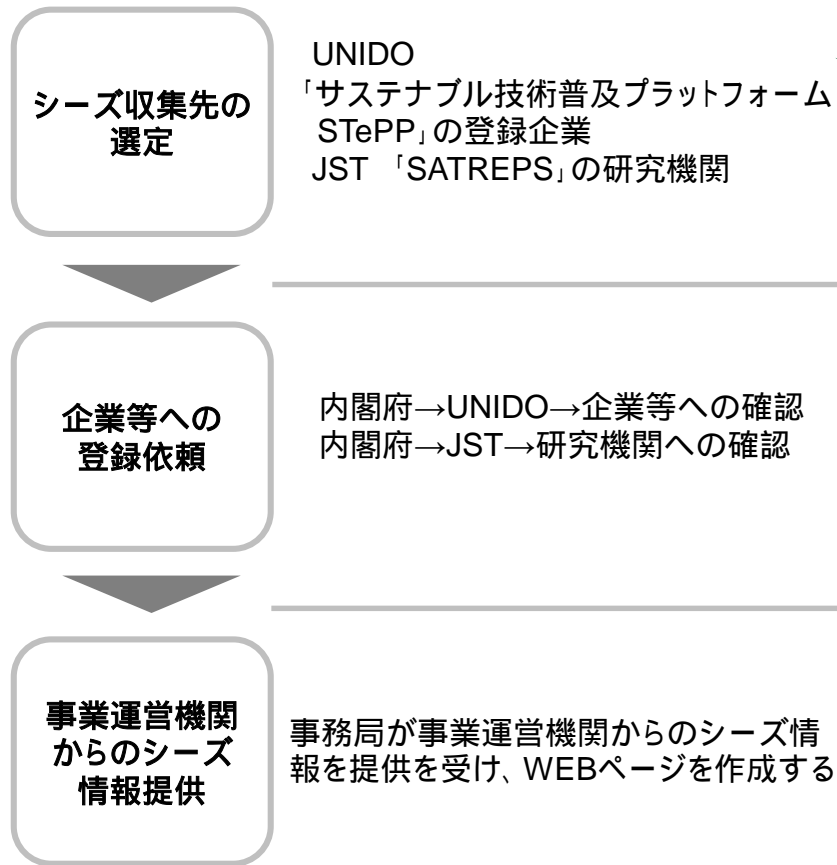 シーズ収集先の
選定
UNIDO
「サステナブル技術普及プラットフォーム
STePP」の登録企業
JST 「SATREPS」の研究機関
企業等への
登録依頼
内閣府→UNIDO→企業等への確認
内閣府→JST→研究機関への確認
事業運営機関
からのシーズ
情報提供
事務局が事業運営機関からのシーズ情
報を提供を受け、WEBページを作成する